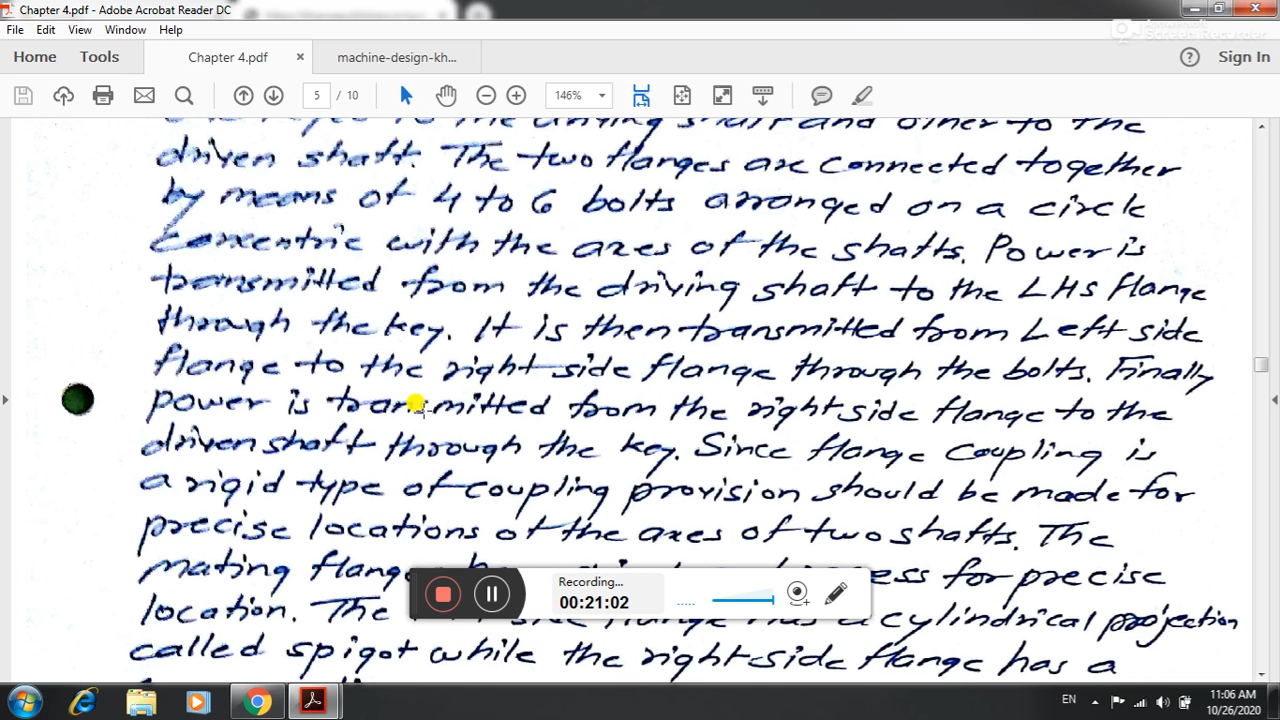 Chapter 4.pdf - Adobe Acrobat Reader DC
File Edit View Window Help
Home Tools Chapter 4.pdf × machine-design-kh... Sign In
5 / 10 146%
the driving shaft and other to the
driven shaft. The two flanges are connected together
by means of 4 to 6 bolts arranged on a circle
concentric with the axes of the shafts. Power is
transmitted from the driving shaft to the LHS flange
through the key. It is then transmitted from Left side
flange to the right side flange through the bolts. Finally
power is transmitted from the right side flange to the
driven shaft through the key. Since flange coupling is
a rigid type of coupling provision should be made for
precise locations of the axes of two shafts. The
mating for precise
location. The a cylindrical projection
called spigot while the right side flange has a
Recording...
00:21:02
EN 11:06 AM
10/26/2020